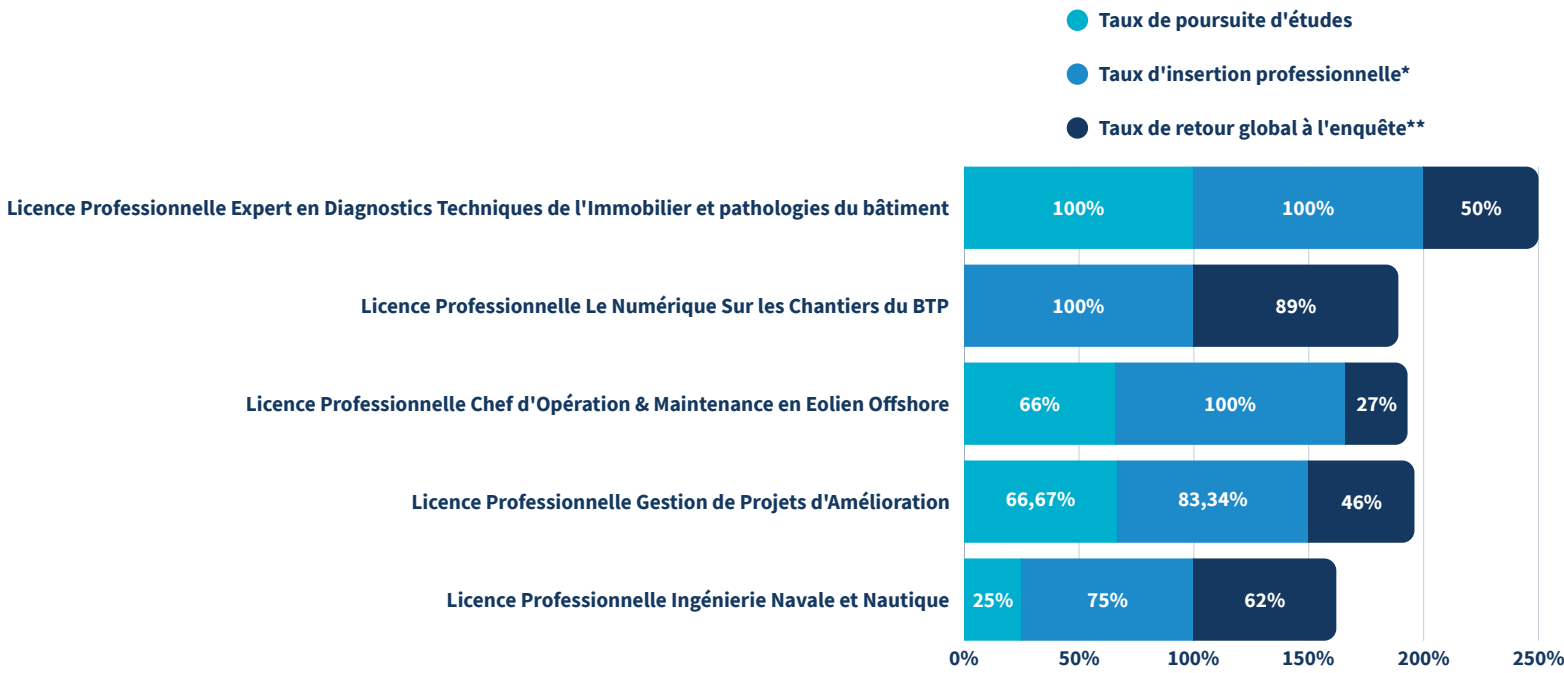 Taux de poursuite d'études
Taux d'insertion professionnelle*
Taux de retour global à l'enquête**
Licence Professionnelle Expert en Diagnostics Techniques de l'Immobilier et pathologies du bâtiment
100%
100%
50%
Licence Professionnelle Le Numérique Sur les Chantiers du BTP
100%
89%
Licence Professionnelle Chef d'Opération & Maintenance en Eolien Offshore
66%
100%
27%
Licence Professionnelle Gestion de Projets d'Amélioration
66,67%
83,34%
46%
Licence Professionnelle Ingénierie Navale et Nautique
25%
75%
62%
0%
50%
100%
150%
200%
250%